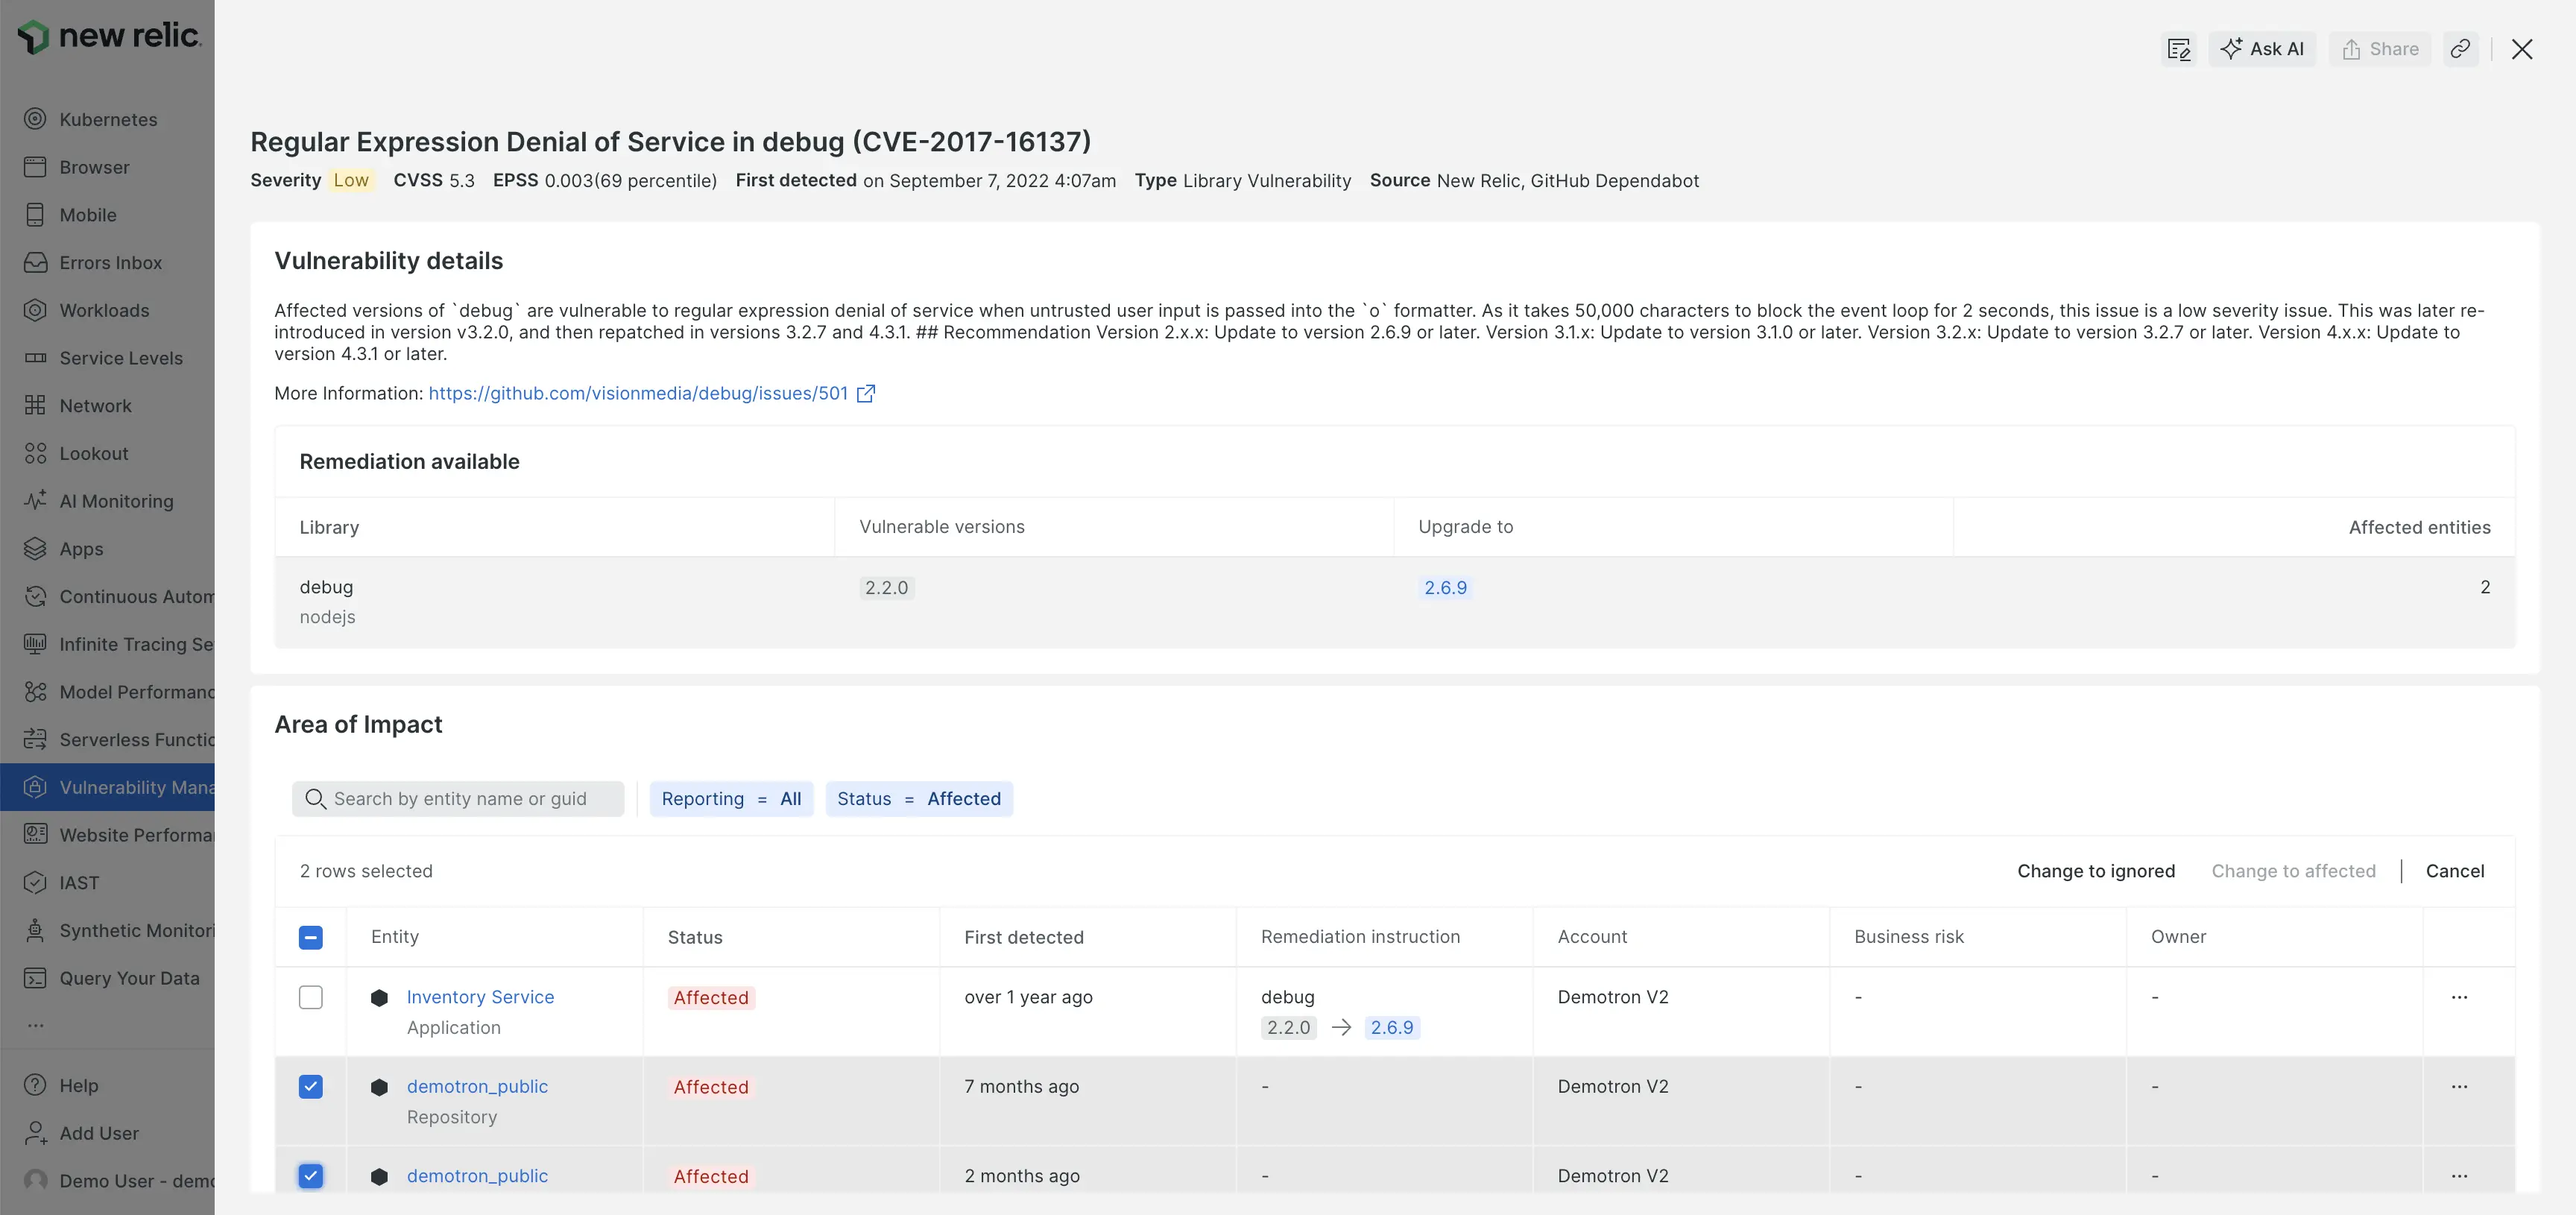 new relic.
Ask AI
Share
Kubernetes
Browser
Mobile
Errors Inbox
Workloads
Service Levels
Network
Lookout
AI Monitoring
Apps
Continuous Autom
Infinite Tracing Se
Model Performanc
Serverless Functio
Vulnerability Mana
Website Performa
IAST
Synthetic Monitori
Query Your Data
...
Help
Add User
Demo User - demo
Regular Expression Denial of Service in debug (CVE-2017-16137)
Severity Low CVSS 5.3 EPSS 0.003(69 percentile) First detected on September 7, 2022 4:07am Type Library Vulnerability Source New Relic, GitHub Dependabot
Vulnerability details
Affected versions of `debug` are vulnerable to regular expression denial of service when untrusted user input is passed into the `o` formatter. As it takes 50,000 characters to block the event loop for 2 seconds, this issue is a low severity issue. This was later re-
introduced in version v3.2.0, and then repatched in versions 3.2.7 and 4.3.1. ## Recommendation Version 2.x.x: Update to version 2.6.9 or later. Version 3.1.x: Update to version 3.1.0 or later. Version 3.2.x: Update to version 3.2.7 or later. Version 4.x.x: Update to
version 4.3.1 or later.
More Information: https://github.com/visionmedia/debug/issues/501
Remediation available
Library Vulnerable versions Upgrade to Affected entities
debug 2.2.0 2.6.9 2
nodejs
Area of Impact
Search by entity name or guid Reporting = All Status = Affected
2 rows selected Change to ignored Change to affected | Cancel
Entity Status First detected Remediation instruction Account Business risk Owner
Inventory Service Affected over 1 year ago debug Demotron V2 - - ...
Application 2.2.0 → 2.6.9
demotron_public Affected 7 months ago - Demotron V2 - - ...
Repository
demotron_public Affected 2 months ago - Demotron V2 - - ...